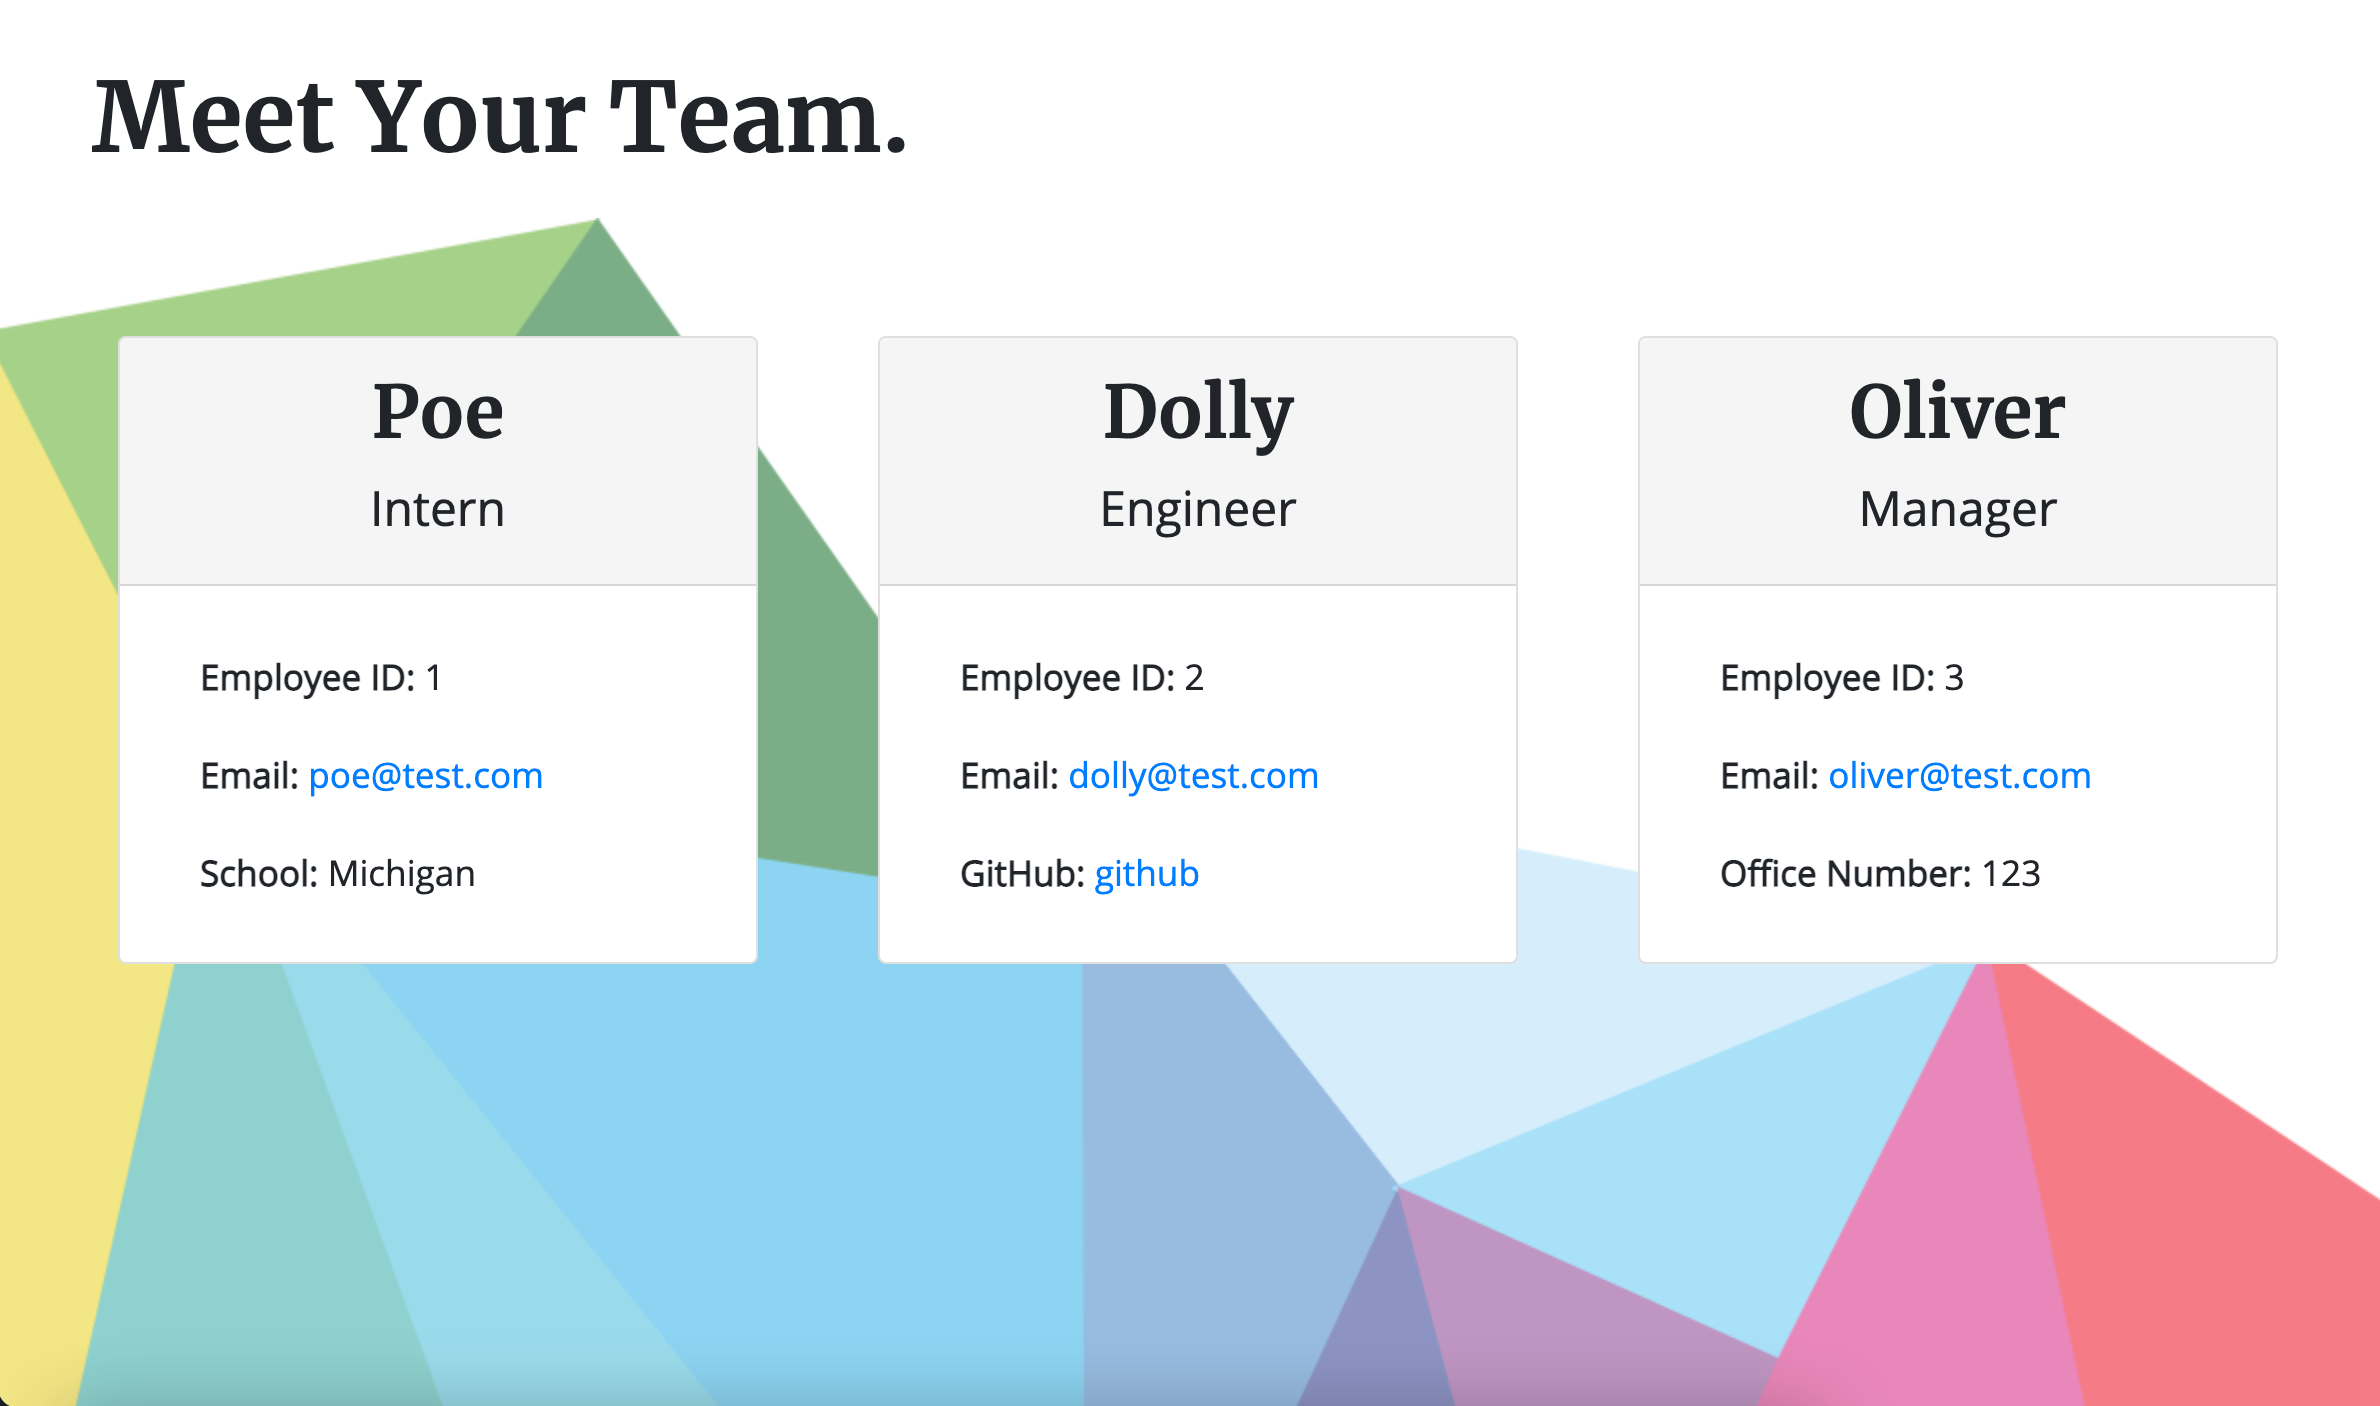 Meet Your Team.
Poe
Intern
Employee ID: 1
Email: poe@test.com
School: Michigan
Dolly
Engineer
Employee ID: 2
Email: dolly@test.com
GitHub: github
Oliver
Manager
Employee ID: 3
Email: oliver@test.com
Office Number: 123